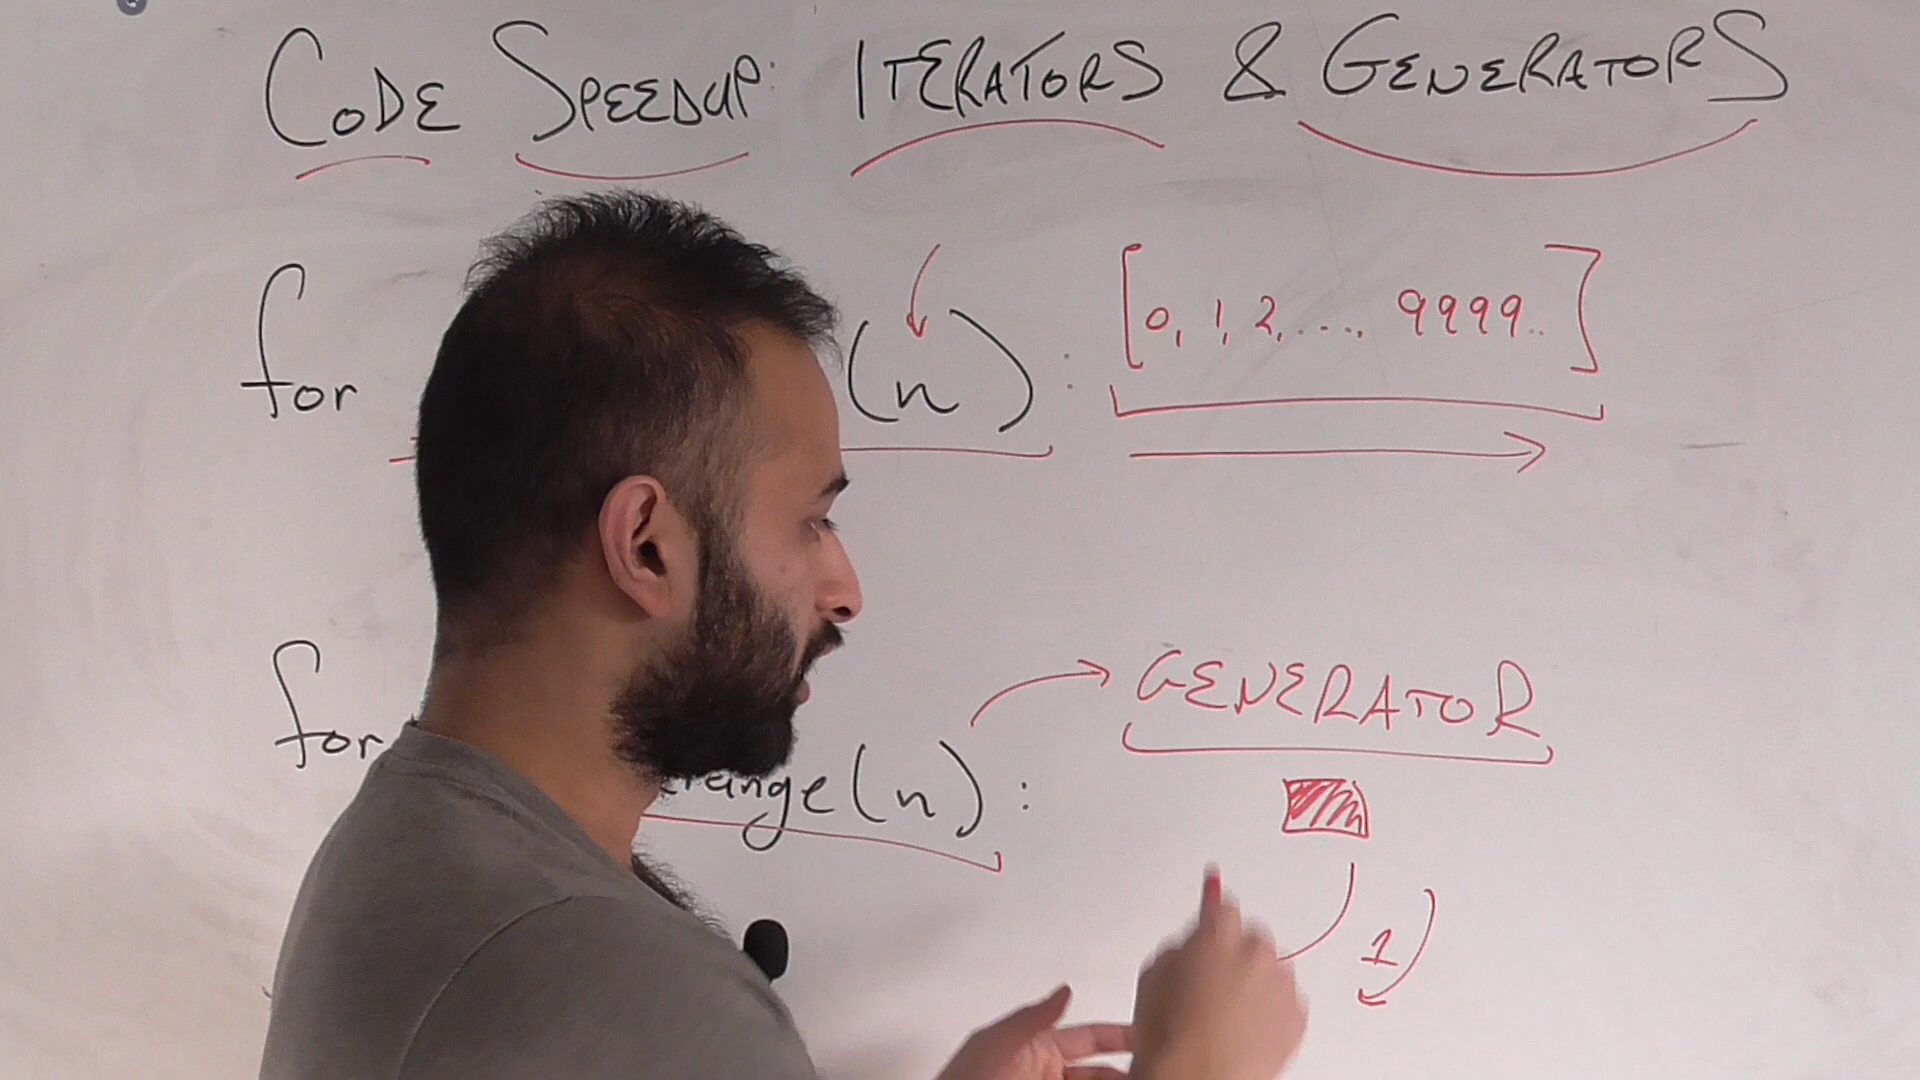 CODE SPEEDUP: ITERATORS & GENERATORS
for (n): [0, 1, 2, ..., 9999..]
GENERATOR
for range(n):
1